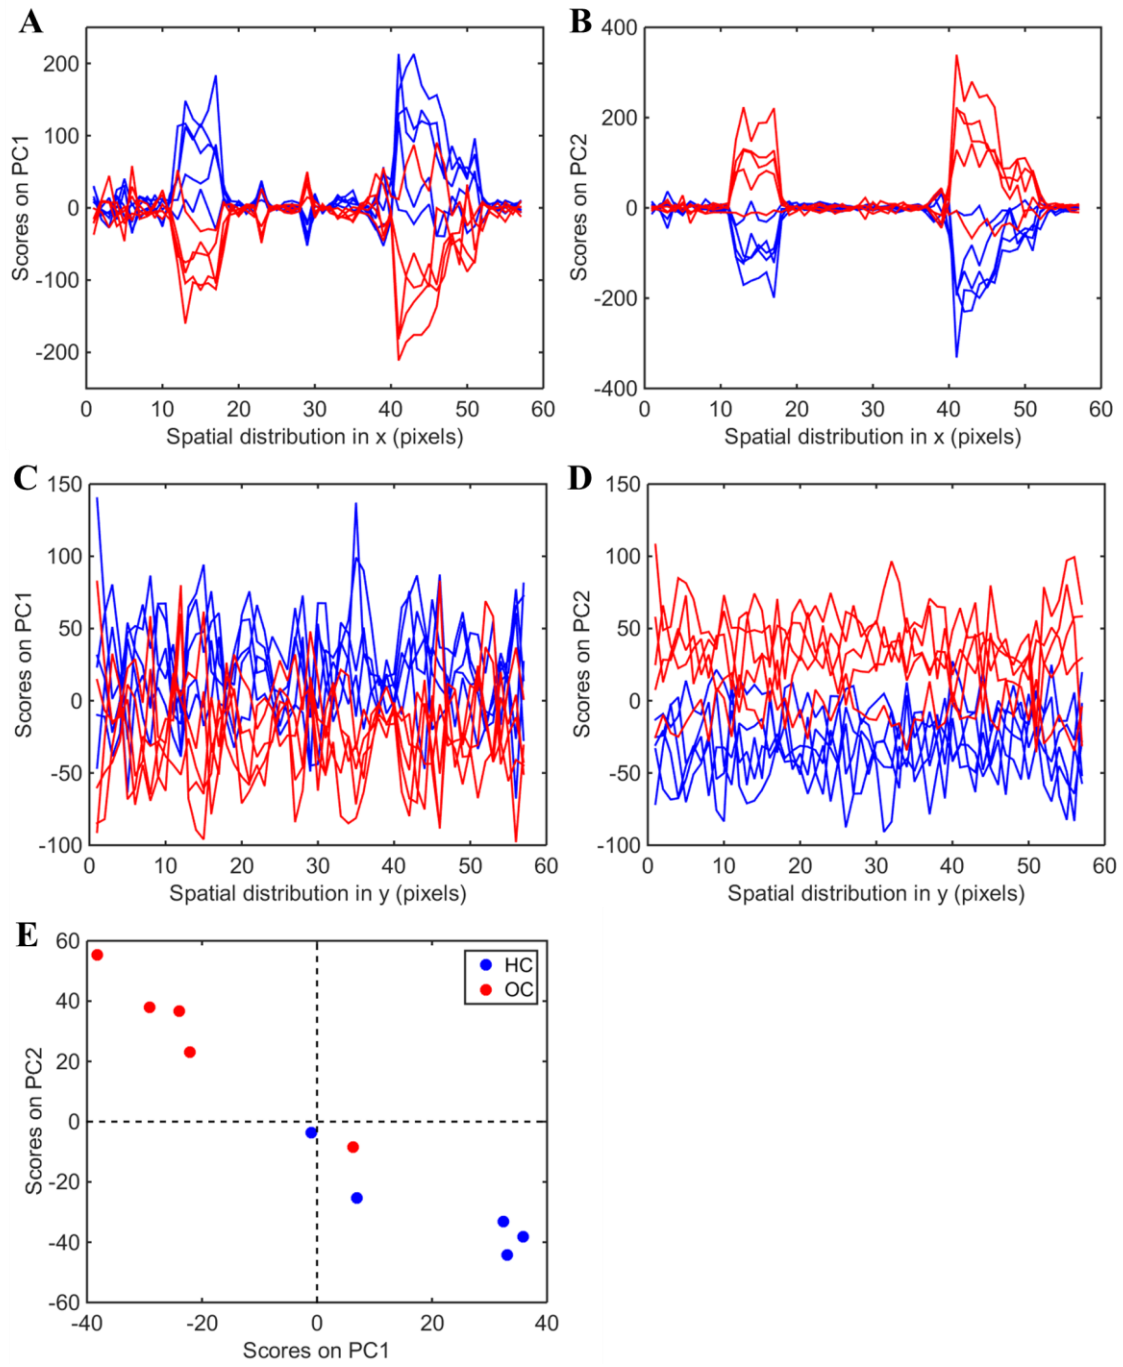 A
B
200
100
0
-100
-200
Scores on PC1
0 10 20 30 40 50 60
Spatial distribution in x (pixels)
400
200
0
-200
-400
Scores on PC2
0 10 20 30 40 50 60
Spatial distribution in x (pixels)
C
D
150
100
50
0
-50
-100
Scores on PC1
0 10 20 30 40 50 60
Spatial distribution in y (pixels)
150
100
50
0
-50
-100
Scores on PC2
0 10 20 30 40 50 60
Spatial distribution in y (pixels)
E
60
40
20
0
-20
-40
-60
Scores on PC2
HC
OC
-40 -20 0 20 40
Scores on PC1